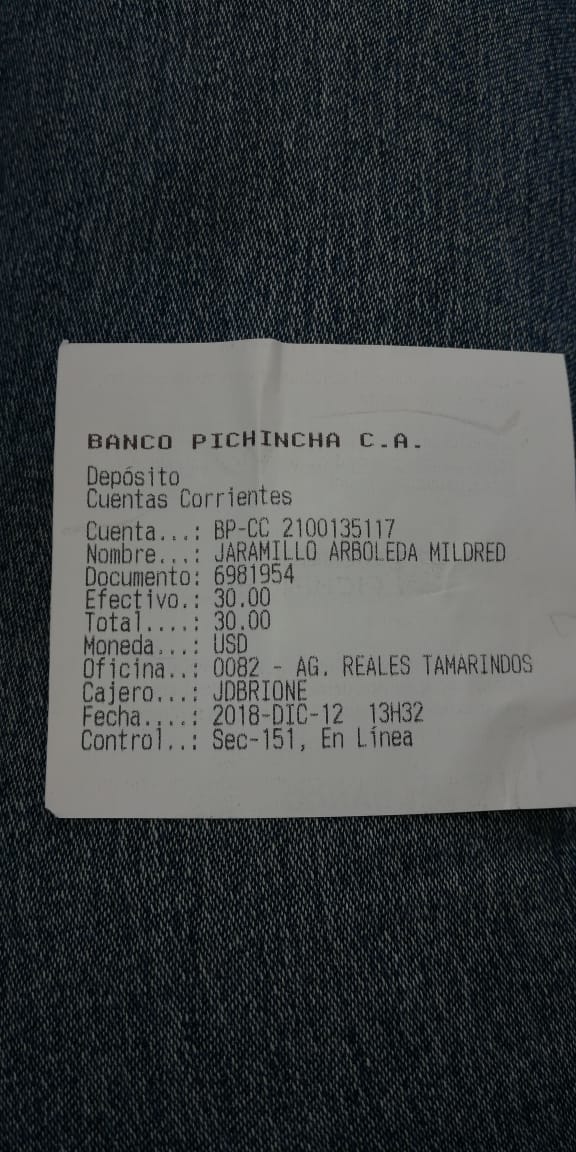 BANCO PICHINCHA C.A.
Depósito
Cuentas Corrientes
Cuenta...: BP-CC 2100135117
Nombre...: JARAMILLO ARBOLEDA MILDRED
Documento: 6981954
Efectivo.: 30.00
Total....: 30.00
Moneda...: USD
Oficina..: 0082 - AG. REALES TAMARINDOS
Cajero...: JDBRIONE
Fecha....: 2018-DIC-12  13H32
Control..: Sec-151, En Línea